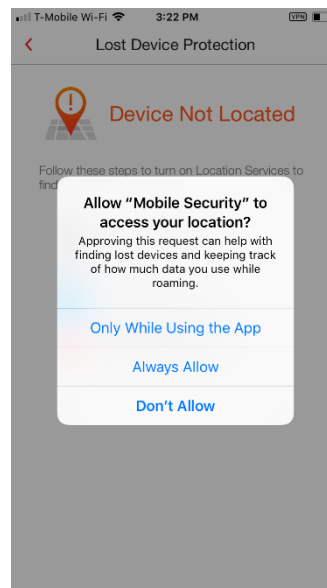 T-Mobile Wi-Fi 3:22 PM VPN
Lost Device Protection
Device Not Located
Follow these steps to turn on Location Services to
find
Allow “Mobile Security” to
access your location?
Approving this request can help with
finding lost devices and keeping track
of how much data you use while
roaming.
Only While Using the App
Always Allow
Don’t Allow